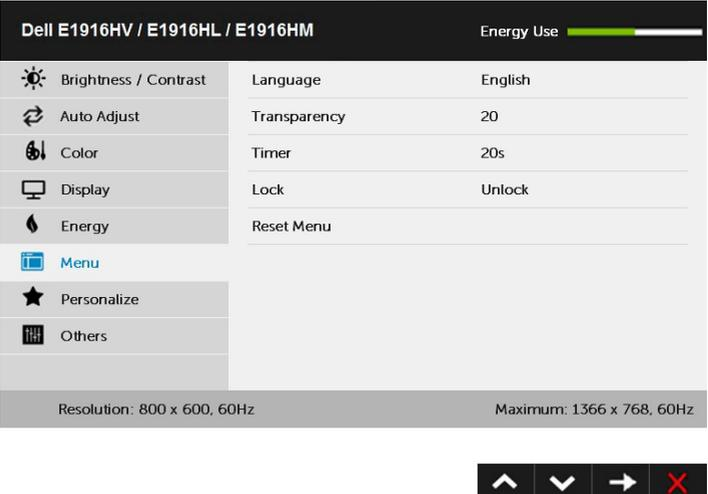 Dell E1916HV / E1916HL / E1916HM Energy Use
Brightness / Contrast Language English
Auto Adjust Transparency 20
Color Timer 20s
Display Lock Unlock
Energy Reset Menu
Menu
Personalize
Others
Resolution: 800 x 600, 60Hz Maximum: 1366 x 768, 60Hz